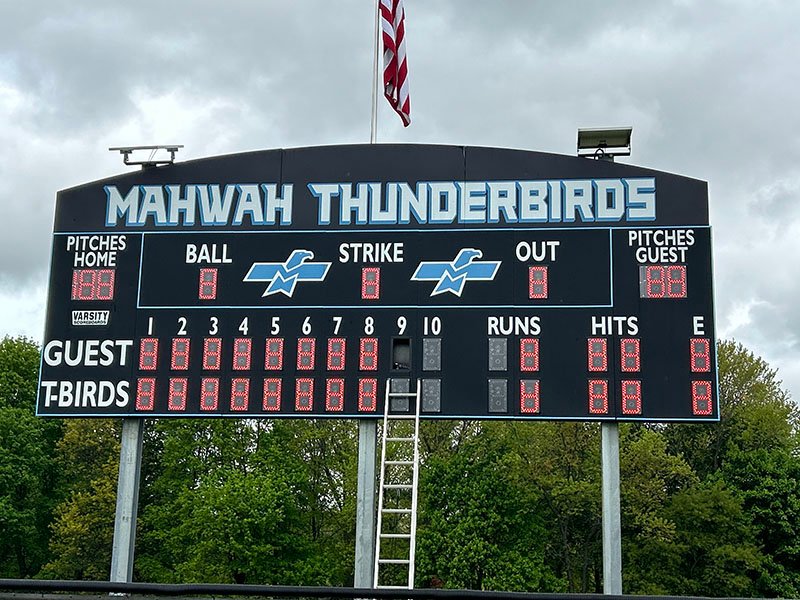 MAHWAH THUNDERBIRDS
PITCHES HOME
BALL
STRIKE
OUT
PITCHES GUEST
VARSITY SCOREBOARDS
1 2 3 4 5 6 7 8 9 10 RUNS HITS E
GUEST
T-BIRDS